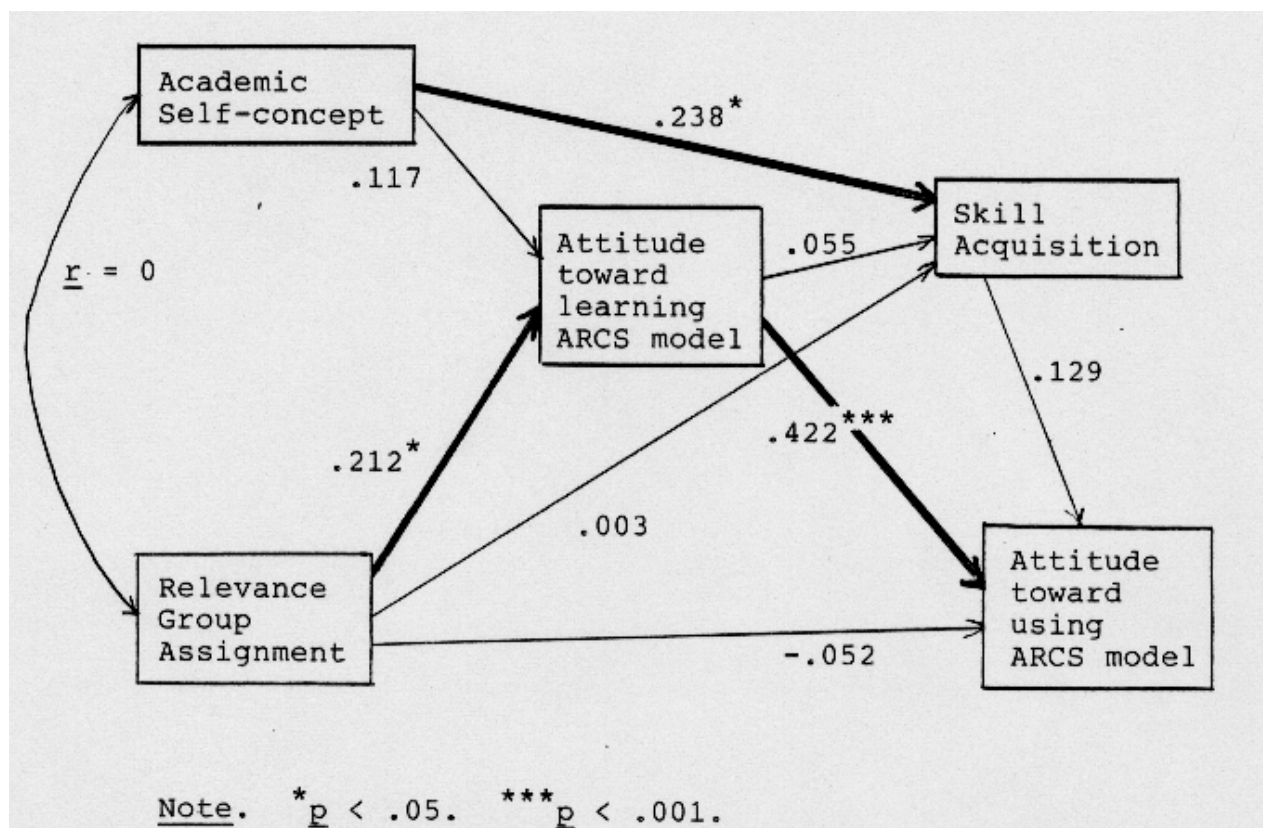 Academic
Self-concept
.238*
.117
Skill
Acquisition
Attitude
toward
learning
ARCS model
.055
r = 0
.129
.422***
.212*
.003
Relevance
Group
Assignment
-.052
Attitude
toward
using
ARCS model
Note. *p < .05. ***p < .001.